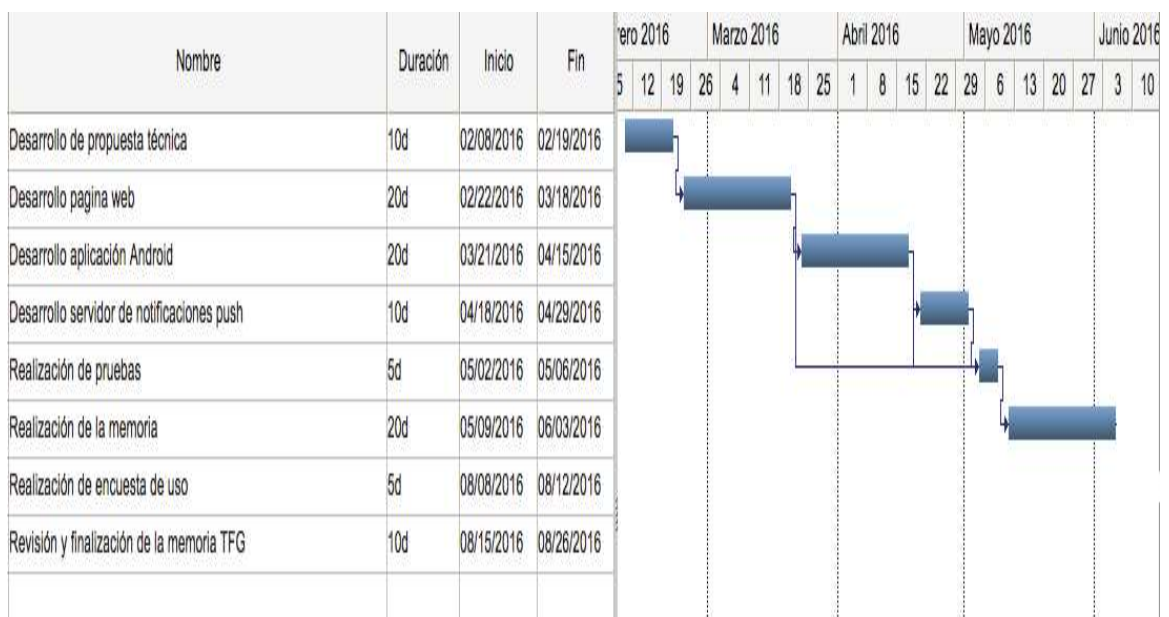 Nombre Duración Inicio Fin
rero 2016 Marzo 2016 Abril 2016 Mayo 2016 Junio 2016
5 12 19 26 4 11 18 25 1 8 15 22 29 6 13 20 27 3 10
Desarrollo de propuesta técnica 10d 02/08/2016 02/19/2016
Desarrollo pagina web 20d 02/22/2016 03/18/2016
Desarrollo aplicación Android 20d 03/21/2016 04/15/2016
Desarrollo servidor de notificaciones push 10d 04/18/2016 04/29/2016
Realización de pruebas 5d 05/02/2016 05/06/2016
Realización de la memoria 20d 05/09/2016 06/03/2016
Realización de encuesta de uso 5d 08/08/2016 08/12/2016
Revisión y finalización de la memoria TFG 10d 08/15/2016 08/26/2016